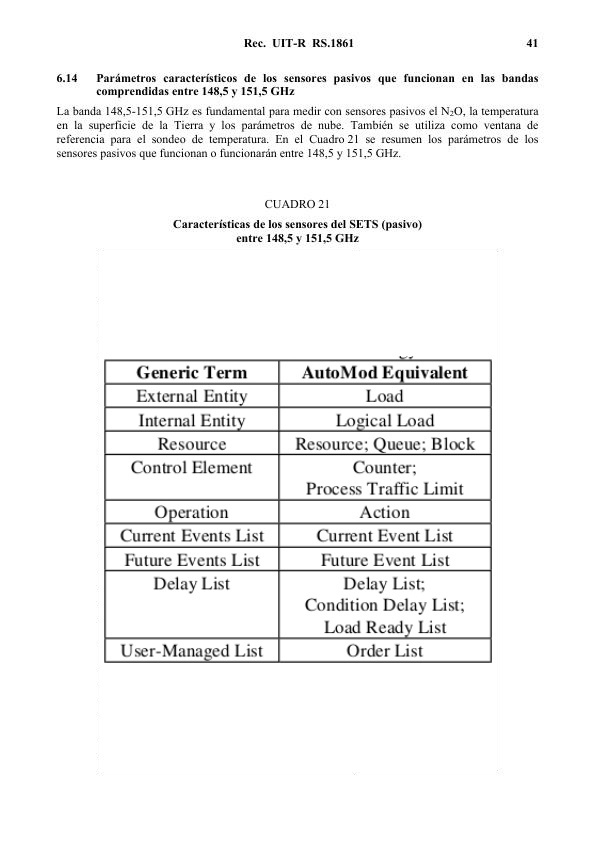 Rec. UIT-R RS.1861 41
6.14 Parámetros característicos de los sensores pasivos que funcionan en las bandas
comprendidas entre 148,5 y 151,5 GHz
La banda 148,5-151,5 GHz es fundamental para medir con sensores pasivos el N2O, la temperatura
en la superficie de la Tierra y los parámetros de nube. También se utiliza como ventana de
referencia para el sondeo de temperatura. En el Cuadro 21 se resumen los parámetros de los
sensores pasivos que funcionan o funcionarán entre 148,5 y 151,5 GHz.
CUADRO 21
Características de los sensores del SETS (pasivo)
entre 148,5 y 151,5 GHz
Generic Term AutoMod Equivalent
External Entity Load
Internal Entity Logical Load
Resource Resource; Queue; Block
Control Element Counter;
Process Traffic Limit
Operation Action
Current Events List Current Event List
Future Events List Future Event List
Delay List Delay List;
Condition Delay List;
Load Ready List
User-Managed List Order List